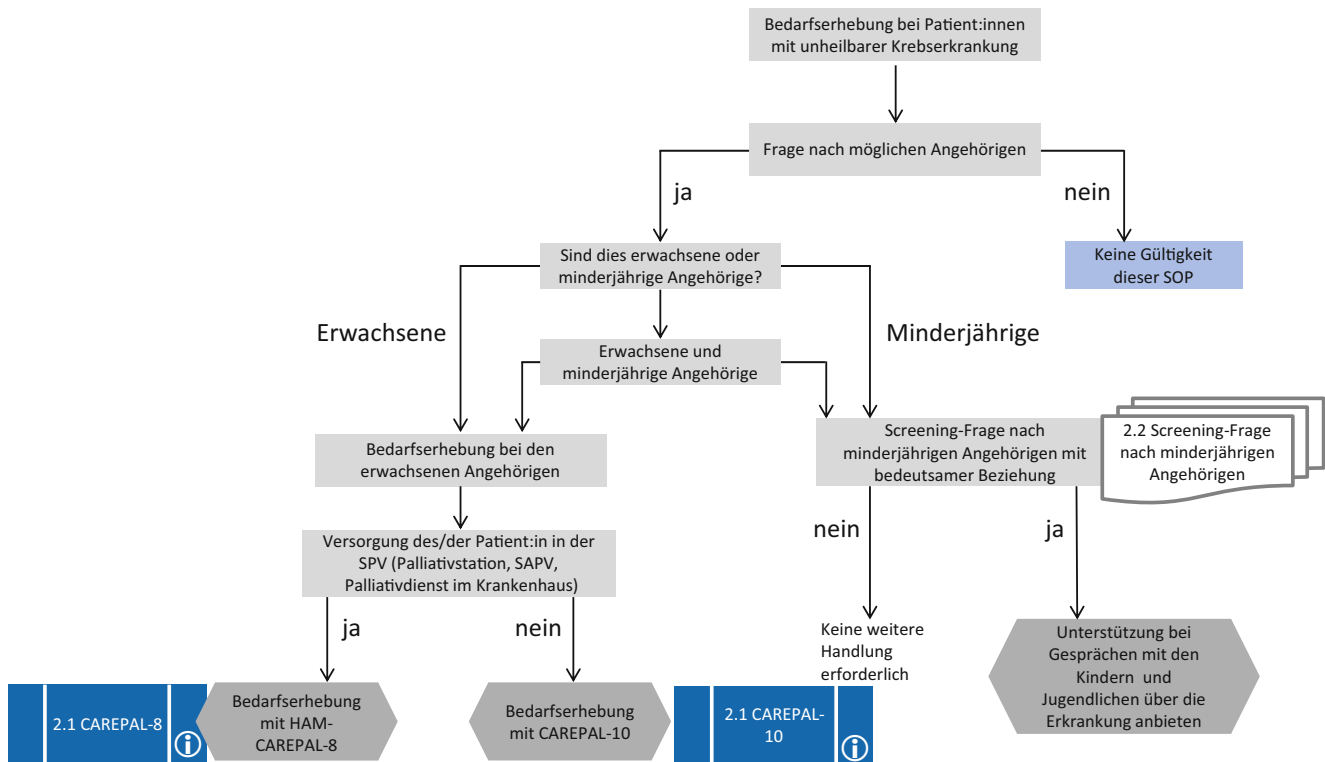 Bedarfserhebung bei Patient:innen
mit unheilbarer Krebserkrankung
Frage nach möglichen Angehörigen
ja
nein
Sind dies erwachsene oder
minderjährige Angehörige?
Keine Gültigkeit
dieser SOP
Erwachsene
Minderjährige
Erwachsene und
minderjährige Angehörige
Bedarfserhebung bei den
erwachsenen Angehörigen
Screening-Frage nach
minderjährigen Angehörigen mit
bedeutsamer Beziehung
2.2 Screening-Frage
nach minderjährigen
Angehörigen
Versorgung des/der Patient:in in der
SPV (Palliativstation, SAPV,
Palliativdienst im Krankenhaus)
nein
ja
ja
nein
Keine weitere
Handlung
erforderlich
Unterstützung bei
Gesprächen mit den
Kindern und
Jugendlichen über die
Erkrankung anbieten
2.1 CAREPAL-8
Bedarfserhebung
mit HAM-
CAREPAL-8
Bedarfserhebung
mit CAREPAL-10
2.1 CAREPAL-
10